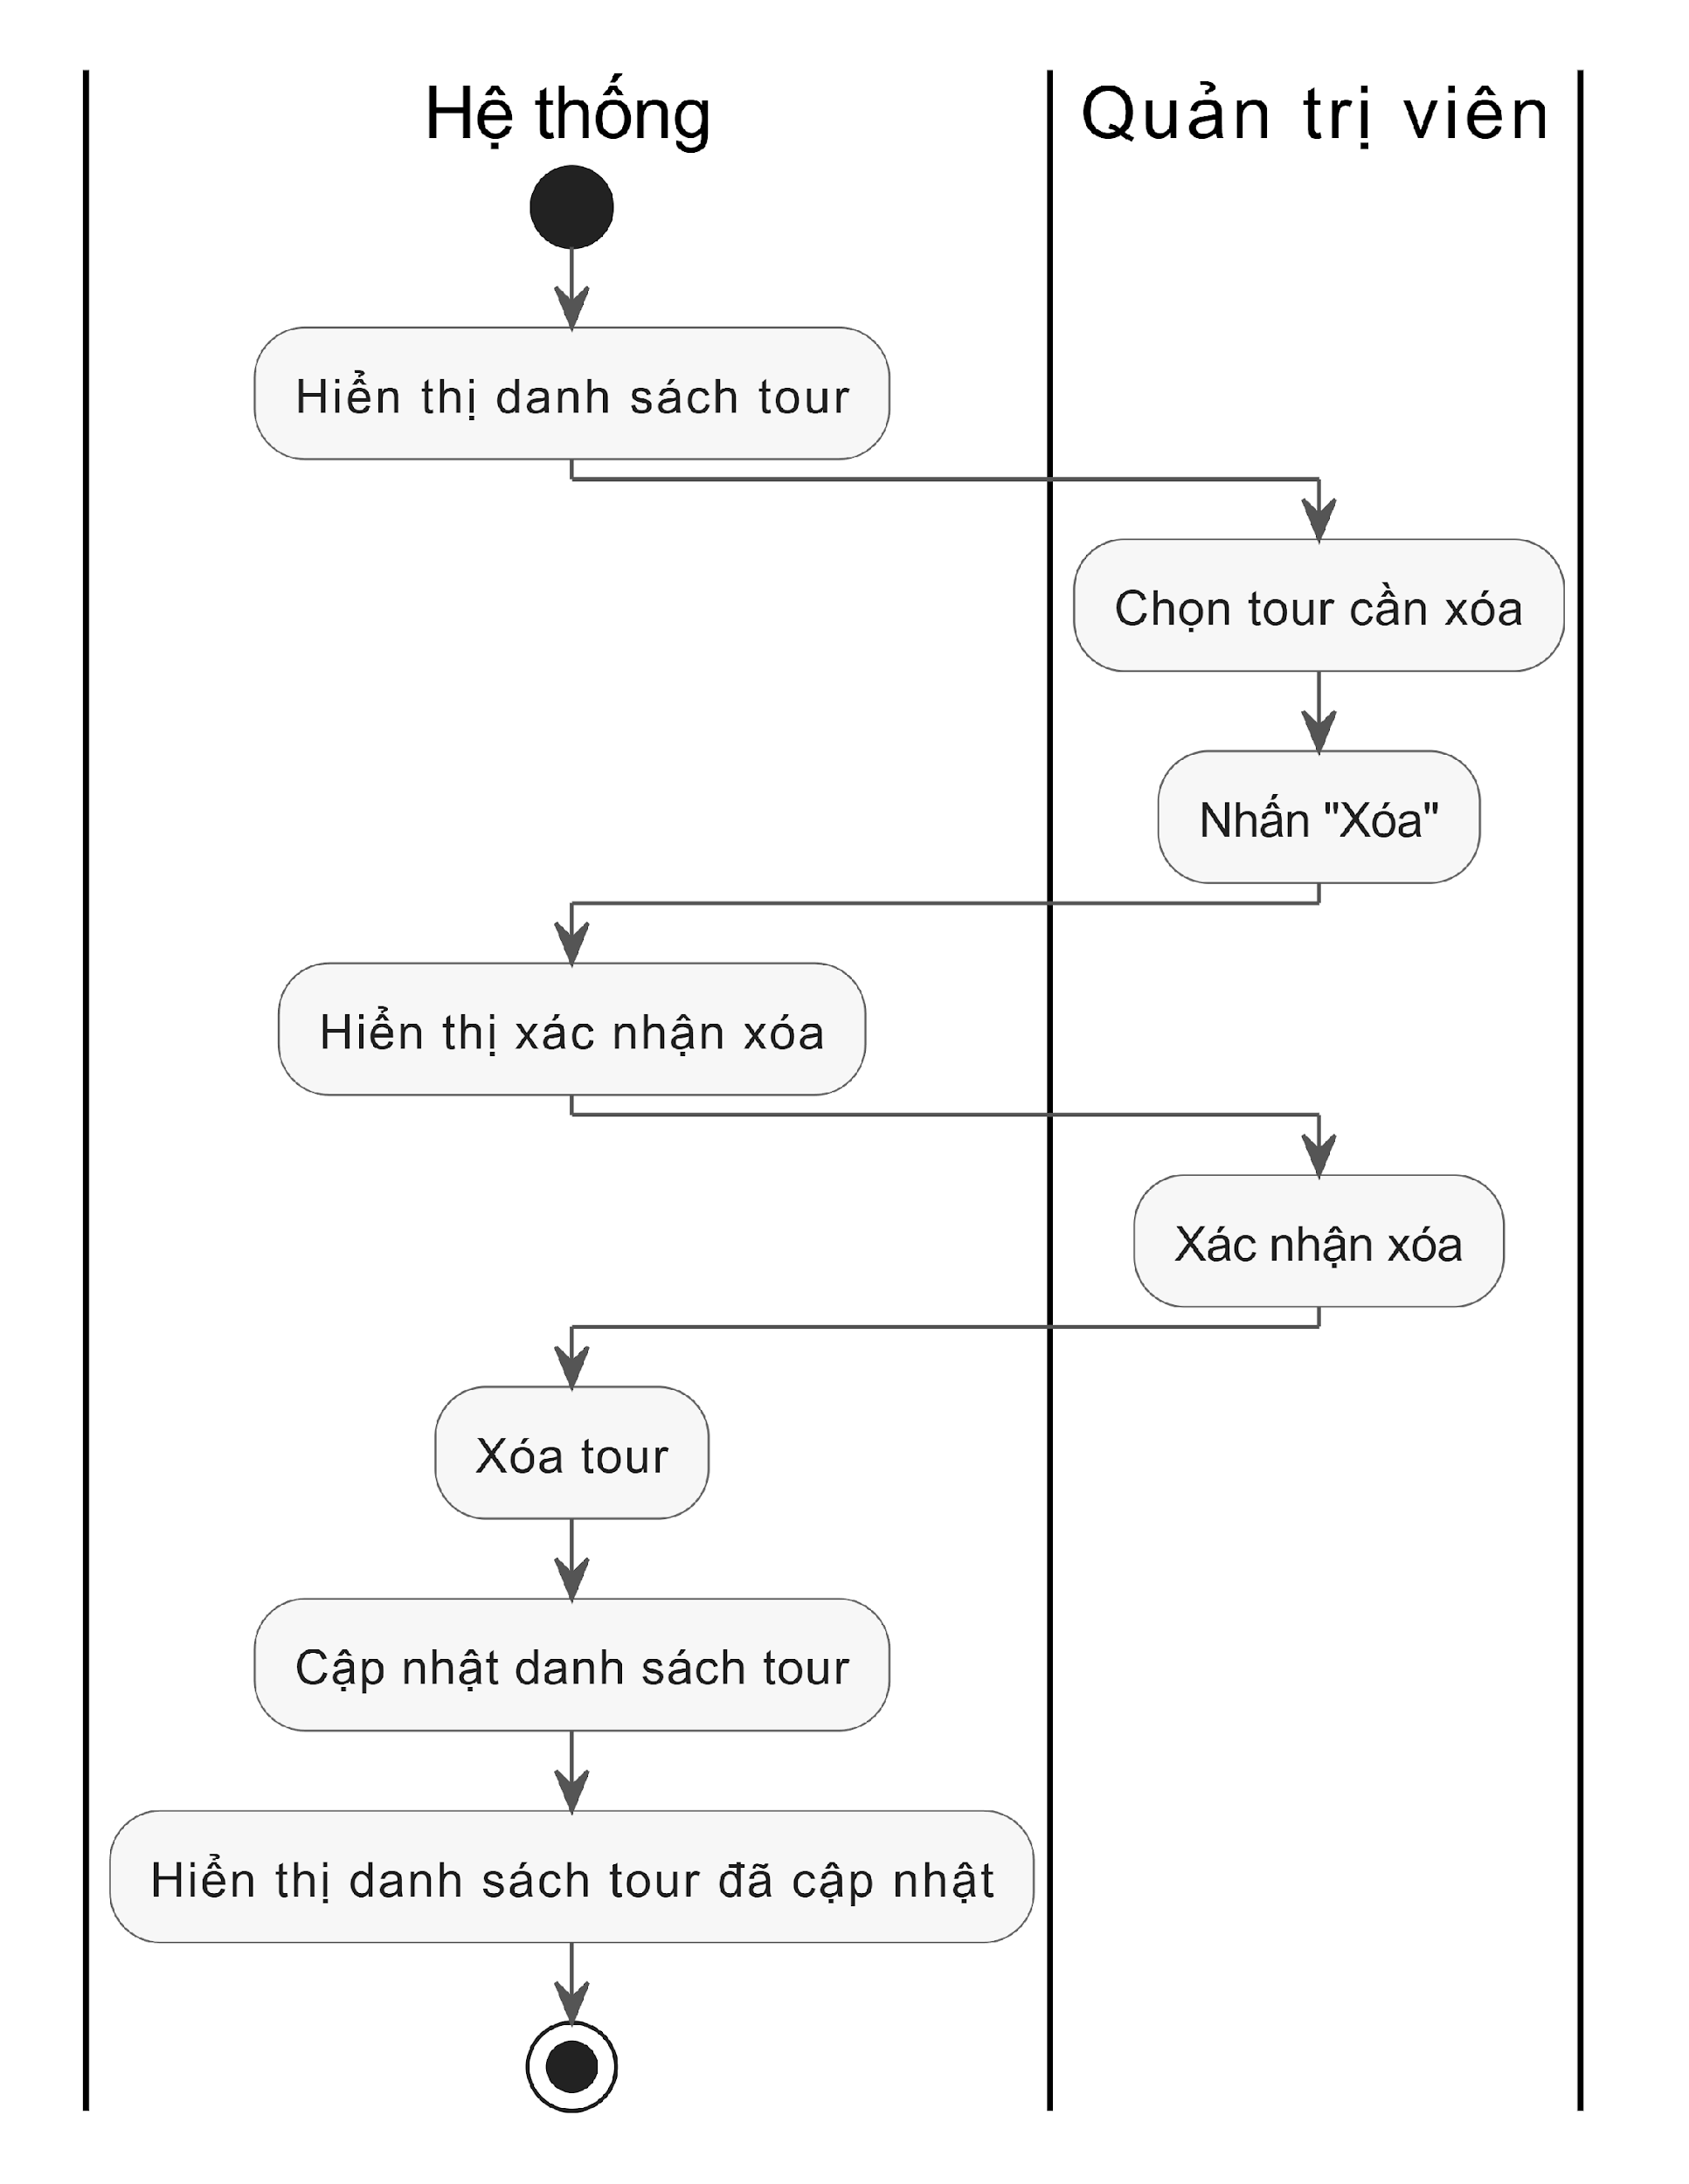 Hệ thống
Quản trị viên
Hiển thị danh sách tour
Chọn tour cần xóa
Nhấn "Xóa"
Hiển thị xác nhận xóa
Xác nhận xóa
Xóa tour
Cập nhật danh sách tour
Hiển thị danh sách tour đã cập nhật